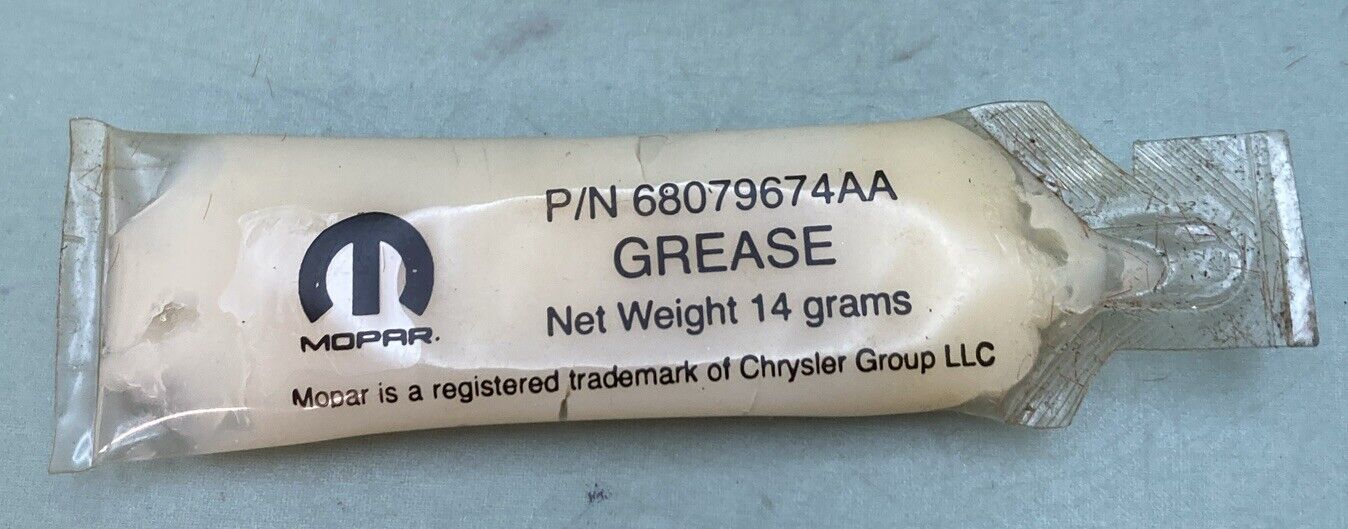 P/N 68079674AA
GREASE
Net Weight 14 grams
MOPAR.
Mopar is a registered trademark of Chrysler Group LLC